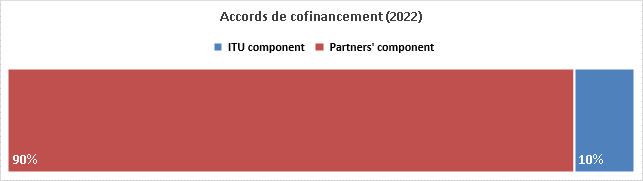 Accords de cofinancement (2022)
ITU component Partners' component
90% 10%